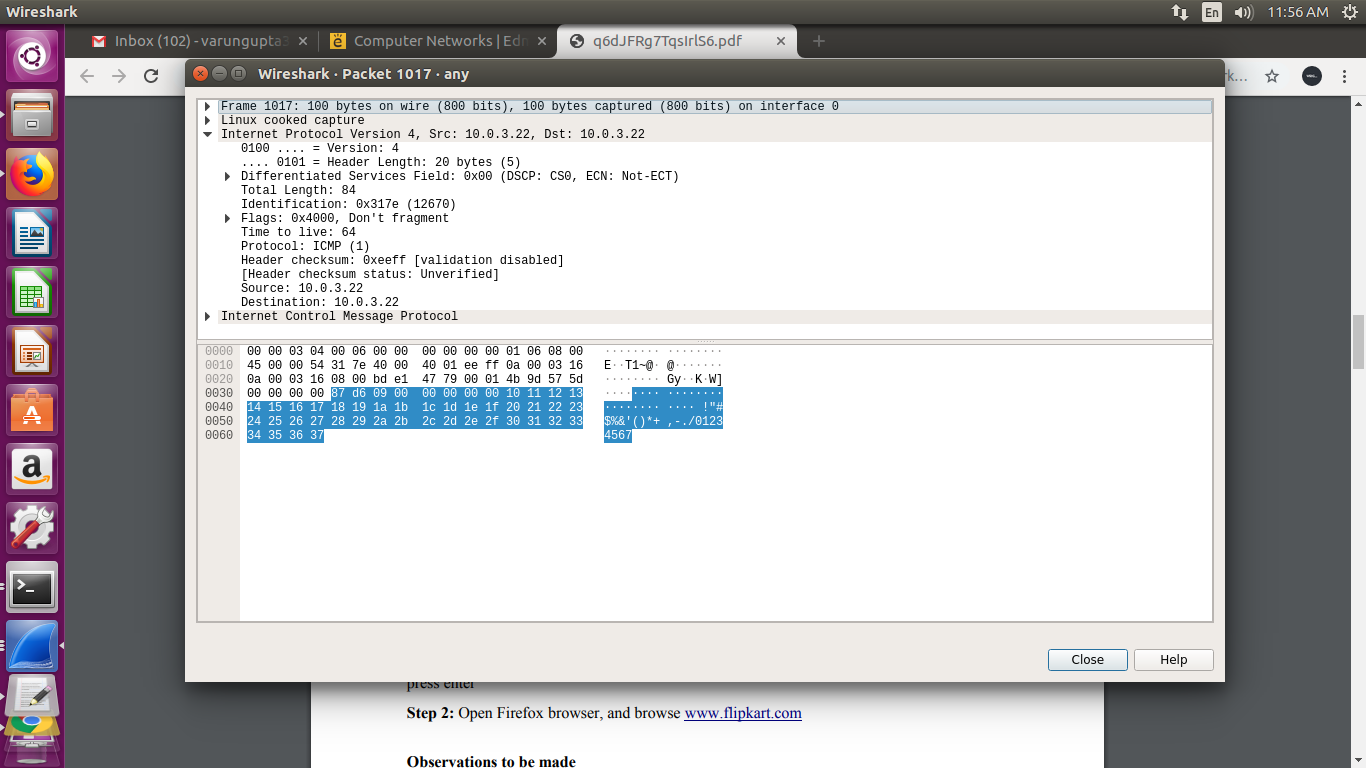 Wireshark
En
11:56 AM
Inbox (102) - varungupta3
Computer Networks | Edm
q6dJFRg7TqsIrlS6.pdf
rk...
Wireshark · Packet 1017 · any
Frame 1017: 100 bytes on wire (800 bits), 100 bytes captured (800 bits) on interface 0
Linux cooked capture
Internet Protocol Version 4, Src: 10.0.3.22, Dst: 10.0.3.22
0100 .... = Version: 4
.... 0101 = Header Length: 20 bytes (5)
Differentiated Services Field: 0x00 (DSCP: CS0, ECN: Not-ECT)
Total Length: 84
Identification: 0x317e (12670)
Flags: 0x4000, Don't fragment
Time to live: 64
Protocol: ICMP (1)
Header checksum: 0xeeff [validation disabled]
[Header checksum status: Unverified]
Source: 10.0.3.22
Destination: 10.0.3.22
Internet Control Message Protocol
0000 00 00 03 04 00 06 00 00 00 00 00 00 01 06 08 00 ········ ········
0010 45 00 00 54 31 7e 40 00 40 01 ee ff 0a 00 03 16 E··T1~@· @·······
0020 0a 00 03 16 08 00 bd e1 47 79 00 01 4b 9d 57 5d ········ Gy··K·W]
0030 00 00 00 00 87 d6 09 00 00 00 00 00 10 11 12 13 ········ ········
0040 14 15 16 17 18 19 1a 1b 1c 1d 1e 1f 20 21 22 23 ········ ···· !"#
0050 24 25 26 27 28 29 2a 2b 2c 2d 2e 2f 30 31 32 33 $%&'()*+ ,-./0123
0060 34 35 36 37 4567
Close
Help
press enter
Step 2: Open Firefox browser, and browse www.flipkart.com
Observations to be made